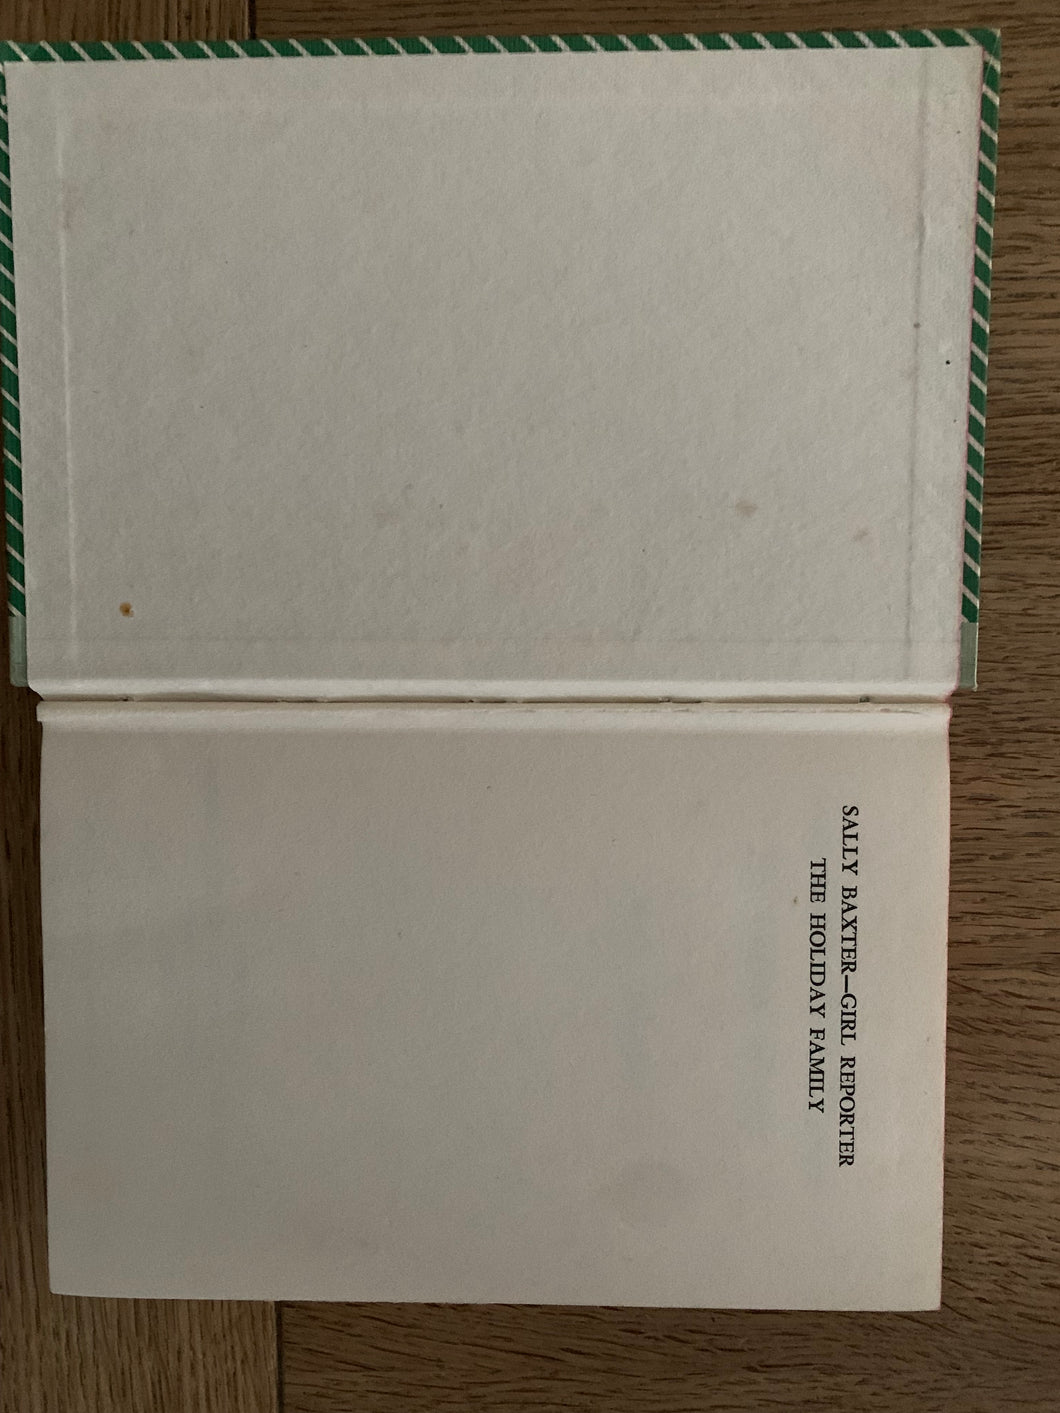 SALLY BAXTER—GIRL REPORTER
THE HOLIDAY FAMILY